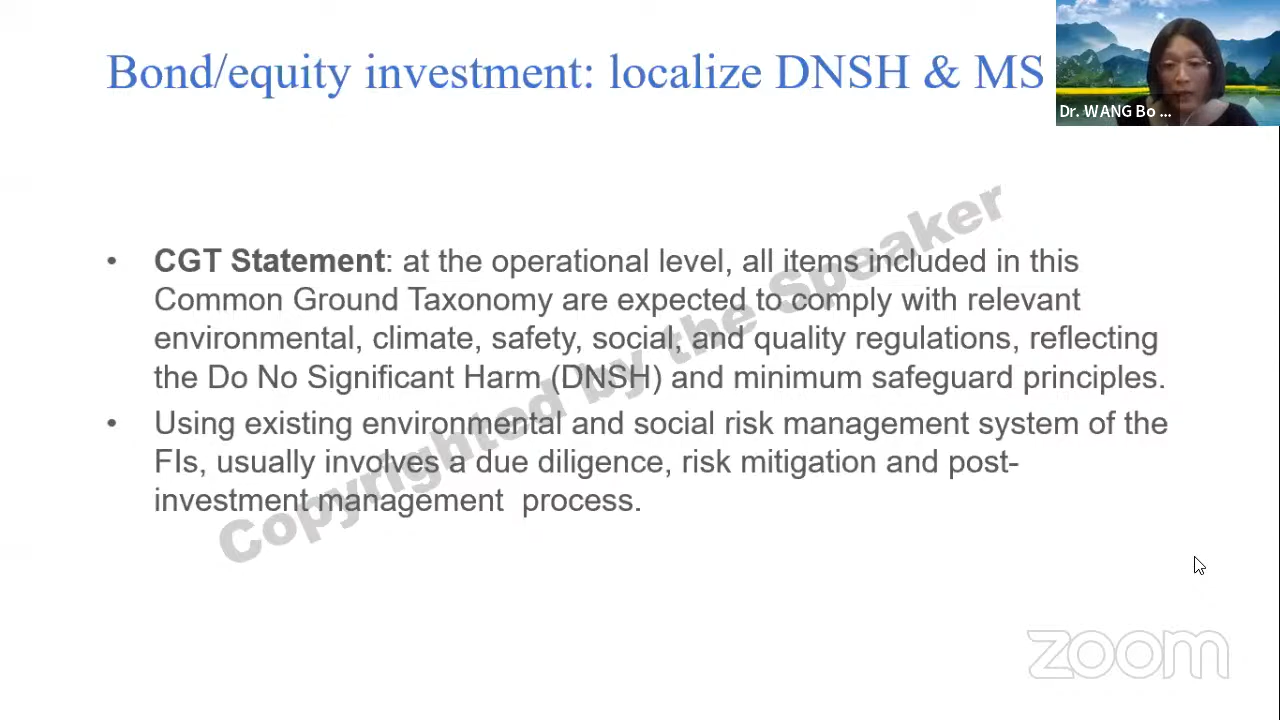 Bond/equity investment: localize DNSH & MS
Dr. WANG Bo ...
• CGT Statement: at the operational level, all items included in this
Common Ground Taxonomy are expected to comply with relevant
environmental, climate, safety, social, and quality regulations, reflecting
the Do No Significant Harm (DNSH) and minimum safeguard principles.
• Using existing environmental and social risk management system of the
FIs, usually involves a due diligence, risk mitigation and post-
investment management  process.
Copyrighted by the Speaker
zoom